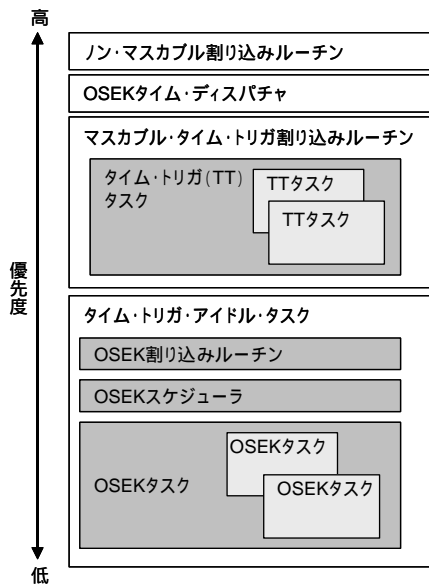 高
ノン・マスカブル割り込みルーチン
OSEKタイム・ディスパチャ
マスカブル・タイム・トリガ割り込みルーチン
タイム・トリガ(TT)
タスク
TTタスク
TTタスク
優先度
タイム・トリガ・アイドル・タスク
OSEK割り込みルーチン
OSEKスケジューラ
OSEKタスク
OSEKタスク
OSEKタスク
低